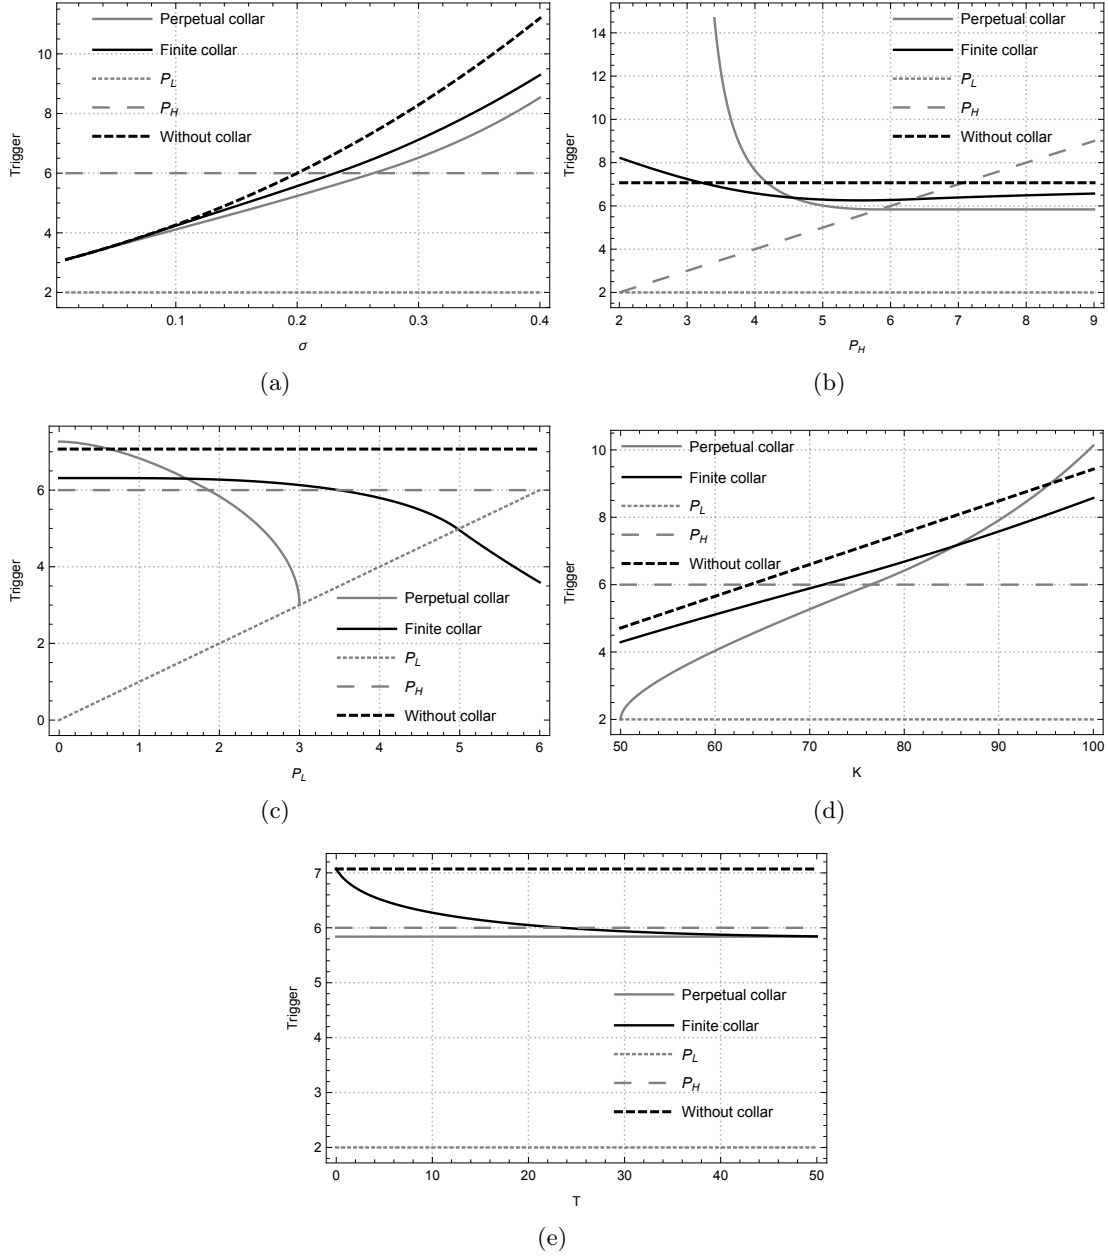 Perpetual collar
Finite collar
P_L
P_H
Without collar
Trigger
10
8
6
4
2
0.1
0.2
0.3
0.4
σ
(a)
Perpetual collar
Finite collar
P_L
P_H
Without collar
Trigger
14
12
10
8
6
4
2
2
3
4
5
6
7
8
9
P_H
(b)
Trigger
6
4
2
0
Perpetual collar
Finite collar
P_L
P_H
Without collar
0
1
2
3
4
5
6
P_L
(c)
Perpetual collar
Finite collar
P_L
P_H
Without collar
Trigger
10
8
6
4
2
50
60
70
80
90
100
K
(d)
Trigger
7
6
5
4
3
2
Perpetual collar
Finite collar
P_L
P_H
Without collar
0
10
20
30
40
50
T
(e)